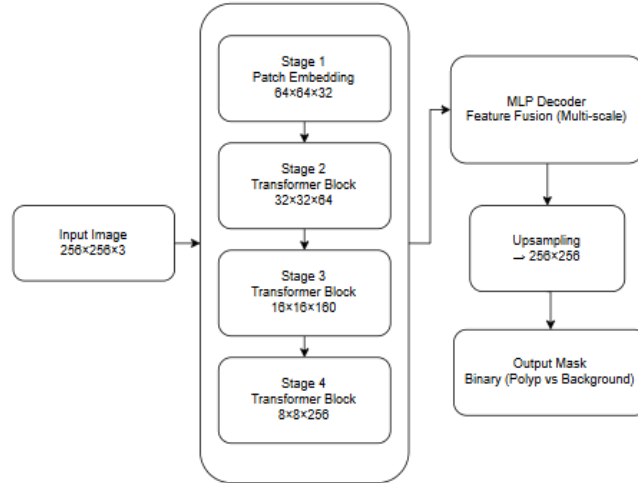 Input Image
256×256×3
Stage 1
Patch Embedding
64×64×32
Stage 2
Transformer Block
32×32×64
Stage 3
Transformer Block
16×16×160
Stage 4
Transformer Block
8×8×256
MLP Decoder
Feature Fusion (Multi-scale)
Upsampling
256×256
Output Mask
Binary (Polyp vs Background)